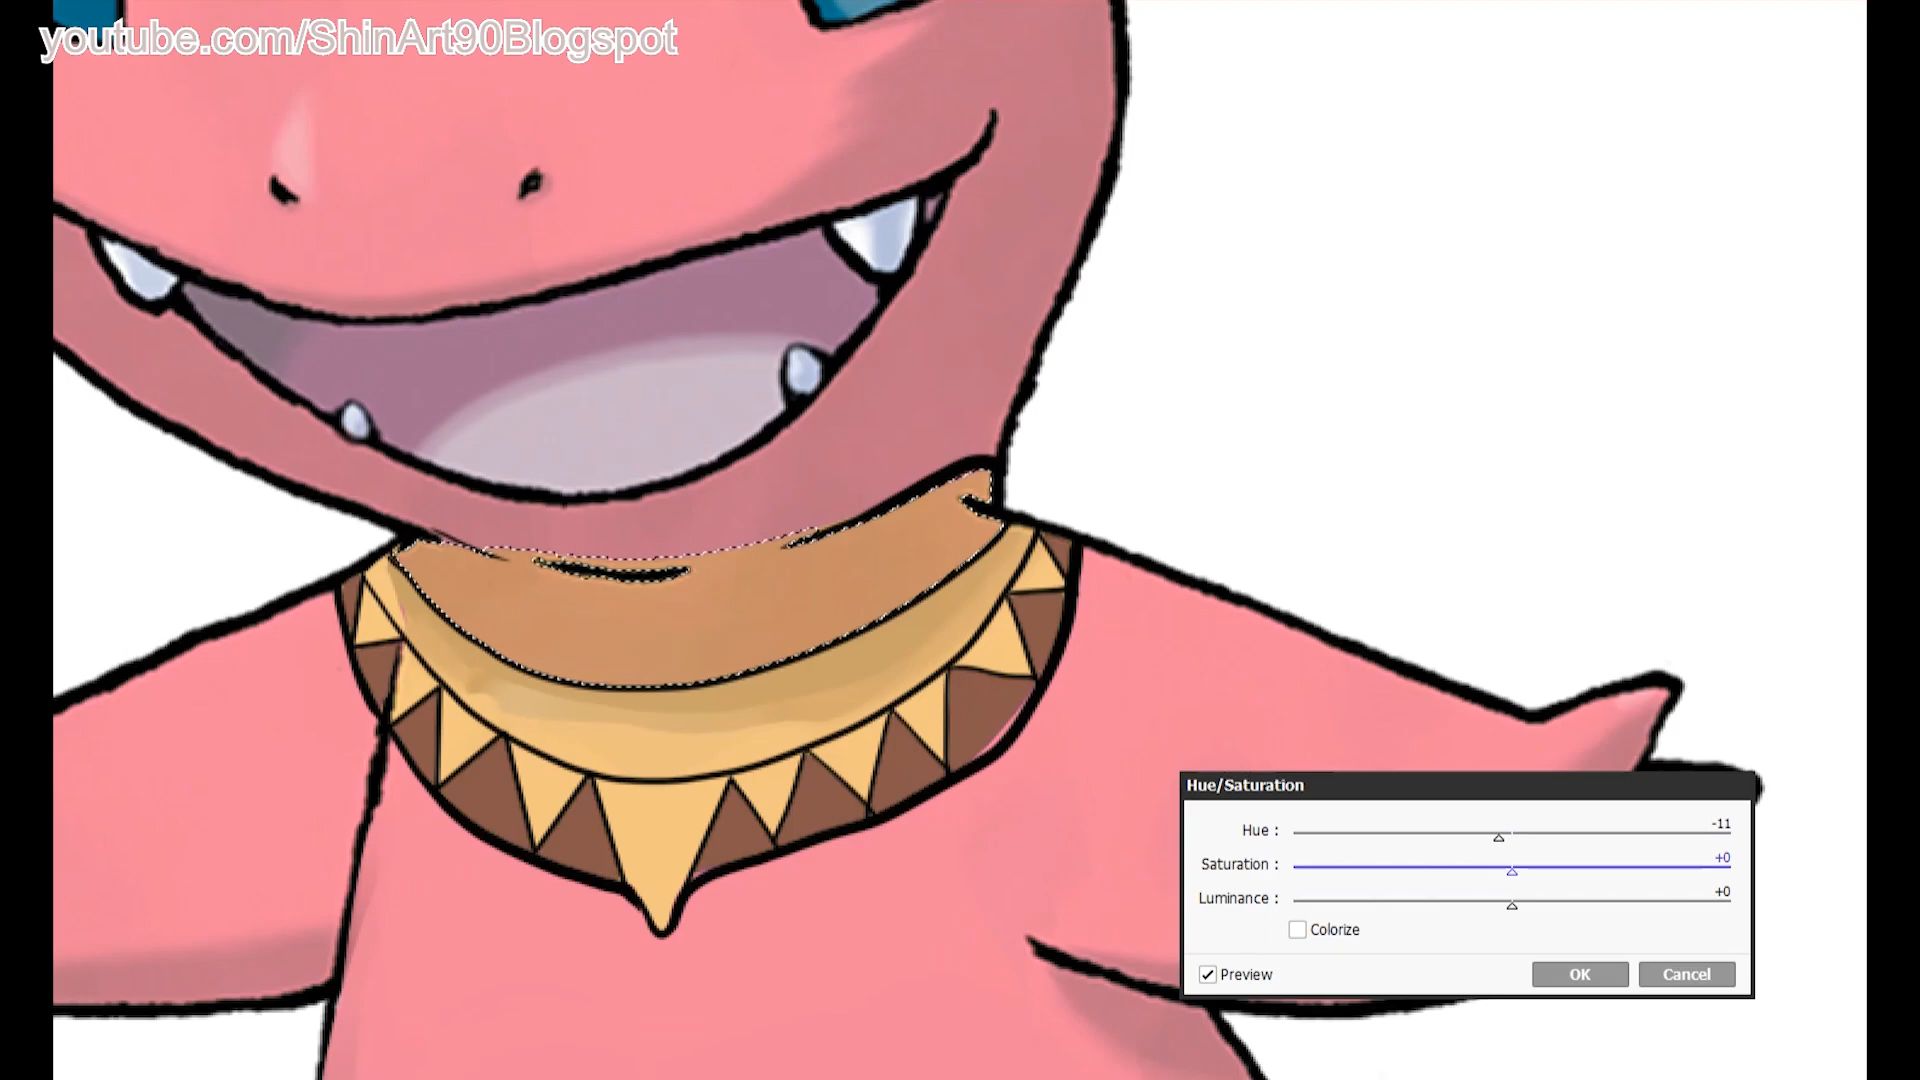 youtube.com/ShinArt90Blogspot
Hue/Saturation
Hue : -11
Saturation : +0
Luminance : +0
Colorize
Preview OK Cancel